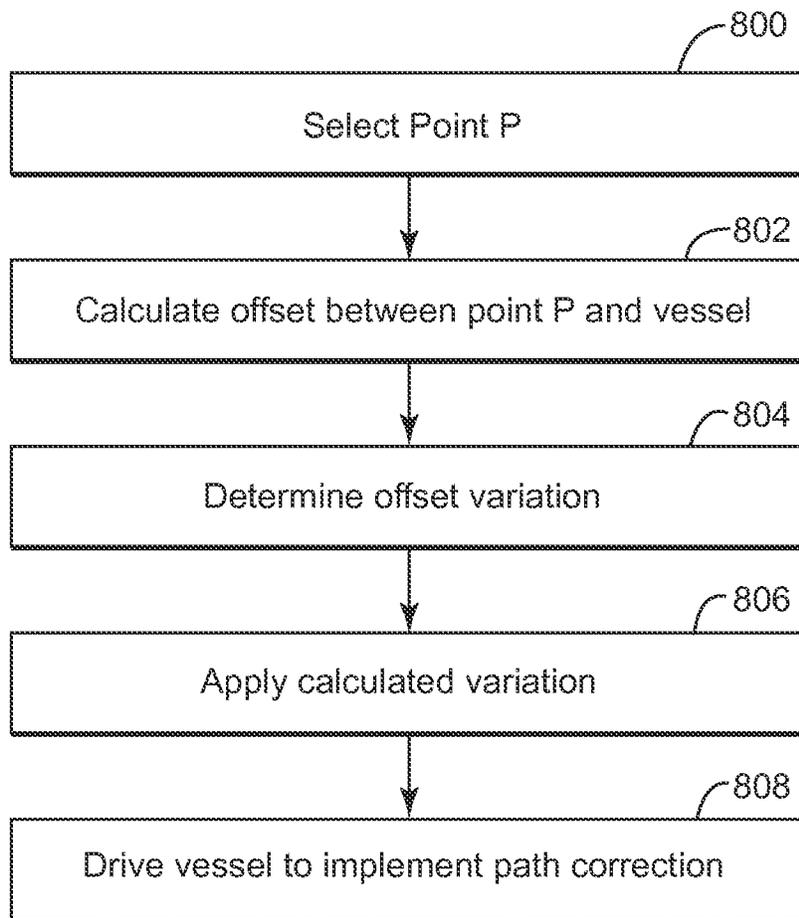 800
Select Point P
802
Calculate offset between point P and vessel
804
Determine offset variation
806
Apply calculated variation
808
Drive vessel to implement path correction